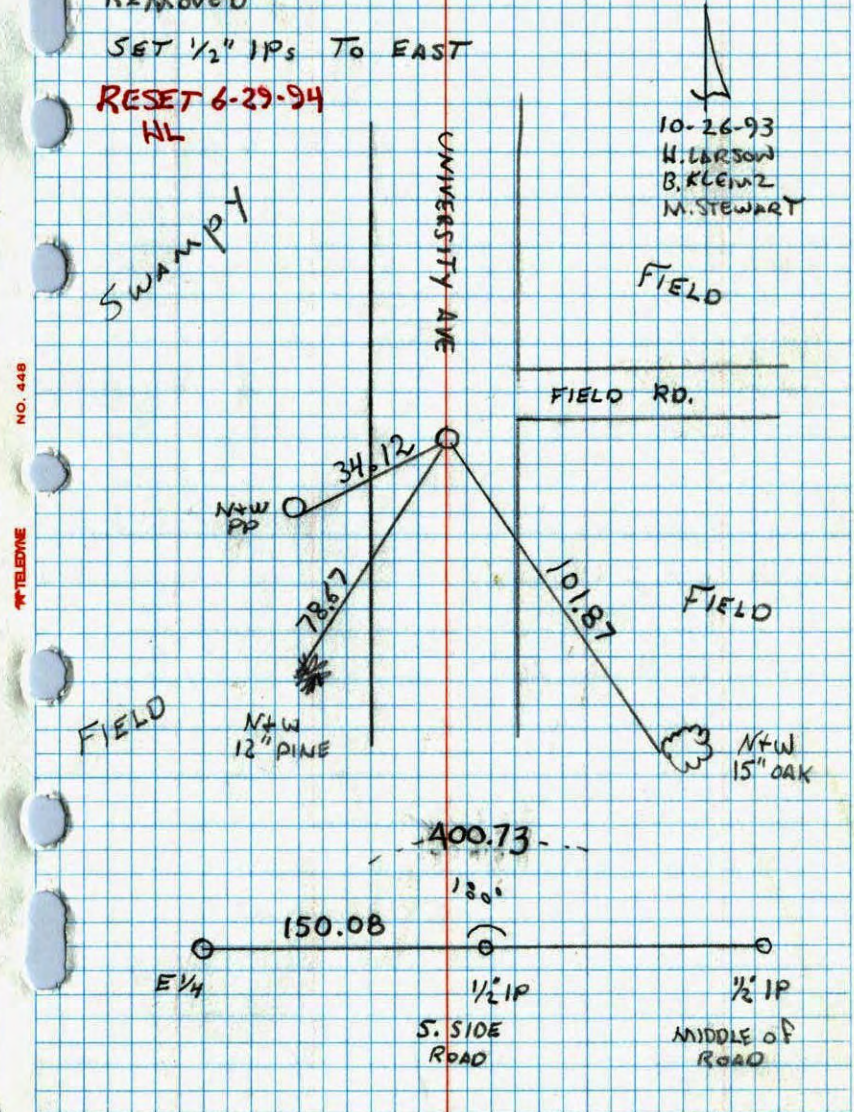 REMOVED
SET 1/2" IPs TO EAST
RESET 6-29-94
HL
10-26-93
H. LARSON
B. KLEINZ
M. STEWART
SWAMPY
UNIVERSITY AVE
FIELD
NO. 448
FIELD RD.
34.12
N+W
PP
TELEDYNE
78.67
101.87
FIELD
FIELD
N+W
12" PINE
N+W
15" OAK
400.73
180°
150.08
E 1/4
1/2" IP
1/2" IP
S. SIDE
ROAD
MIDDLE OF
ROAD